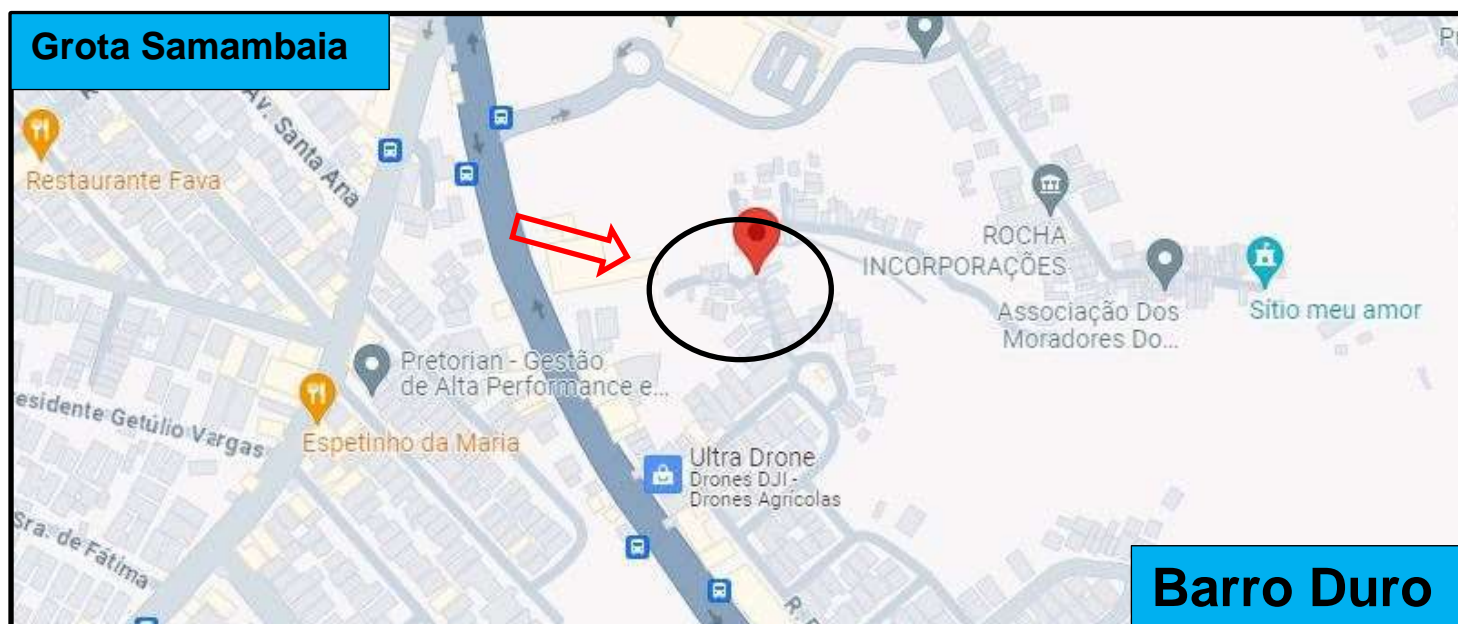 Grota Samambaia
Av. Santa Ana
Restaurante Fava
ROCHA
INCORPORAÇÕES
Associação Dos
Moradores Do...
Sítio meu amor
Pretorian - Gestão
de Alta Performance e...
esidente Getúlio Vargas
Espetinho da Maria
Ultra Drone
Drones DJI -
Drones Agrícolas
Sra. de Fátima
Barro Duro